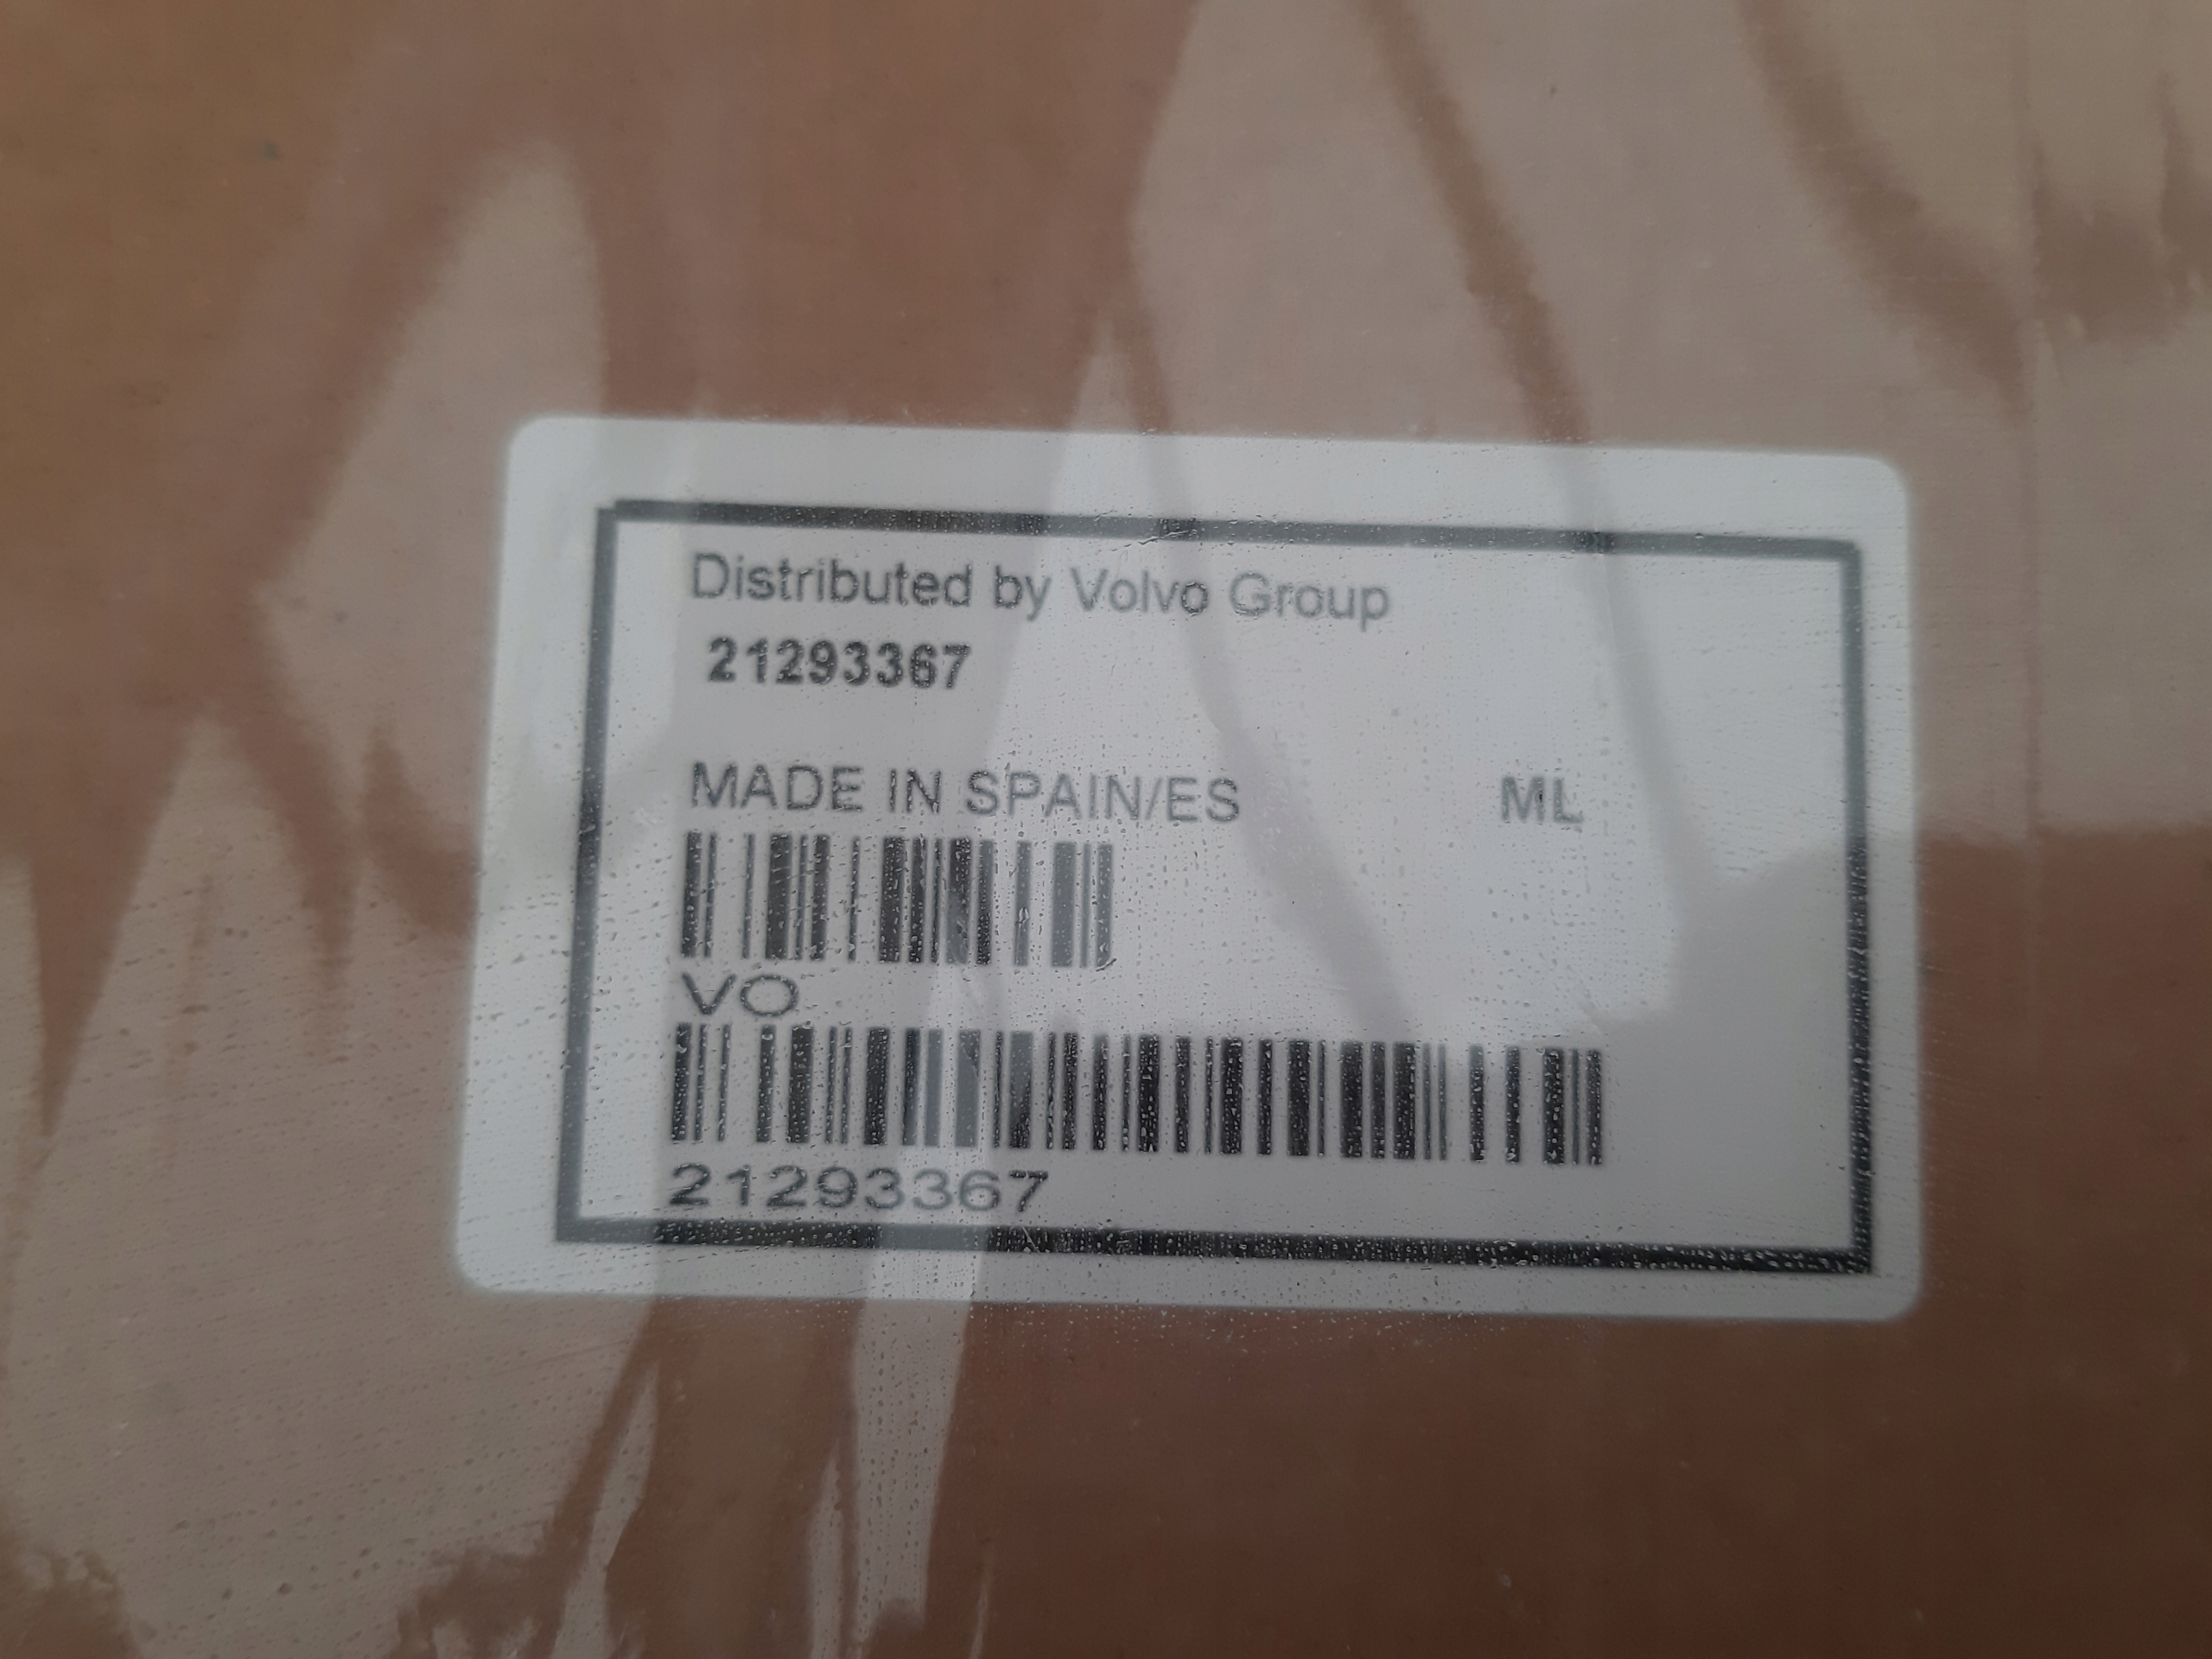 Distributed by Volvo Group
21293367
MADE IN SPAIN/ES ML
VO
21293367